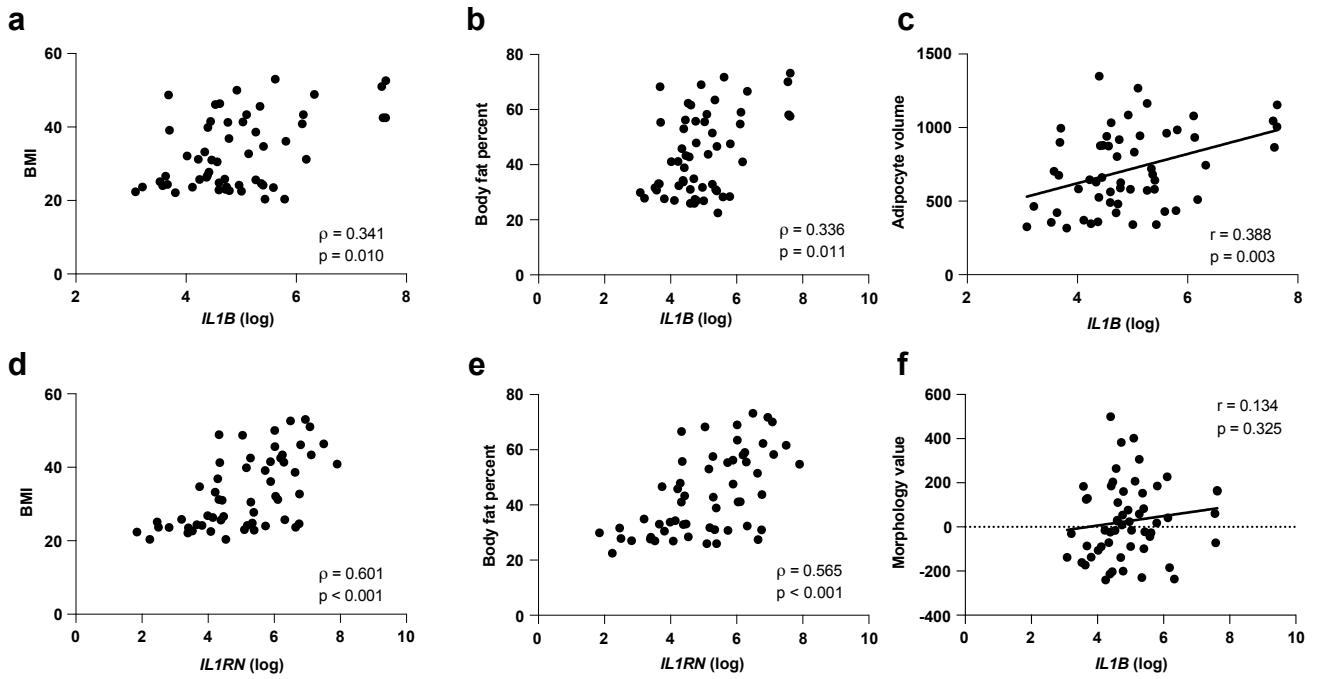 a
60
40
20
0
BMI
2 4 6 8
IL1B (log)
ρ = 0.341
p = 0.010
b
80
60
40
20
0
Body fat percent
0 2 4 6 8 10
IL1B (log)
ρ = 0.336
p = 0.011
c
1500
1000
500
0
Adipocyte volume
2 4 6 8
IL1B (log)
r = 0.388
p = 0.003
d
60
40
20
0
BMI
0 2 4 6 8 10
IL1RN (log)
ρ = 0.601
p < 0.001
e
80
60
40
20
0
Body fat percent
0 2 4 6 8 10
IL1RN (log)
ρ = 0.565
p < 0.001
f
600
400
200
0
-200
-400
Morphology value
0 2 4 6 8 10
IL1B (log)
r = 0.134
p = 0.325